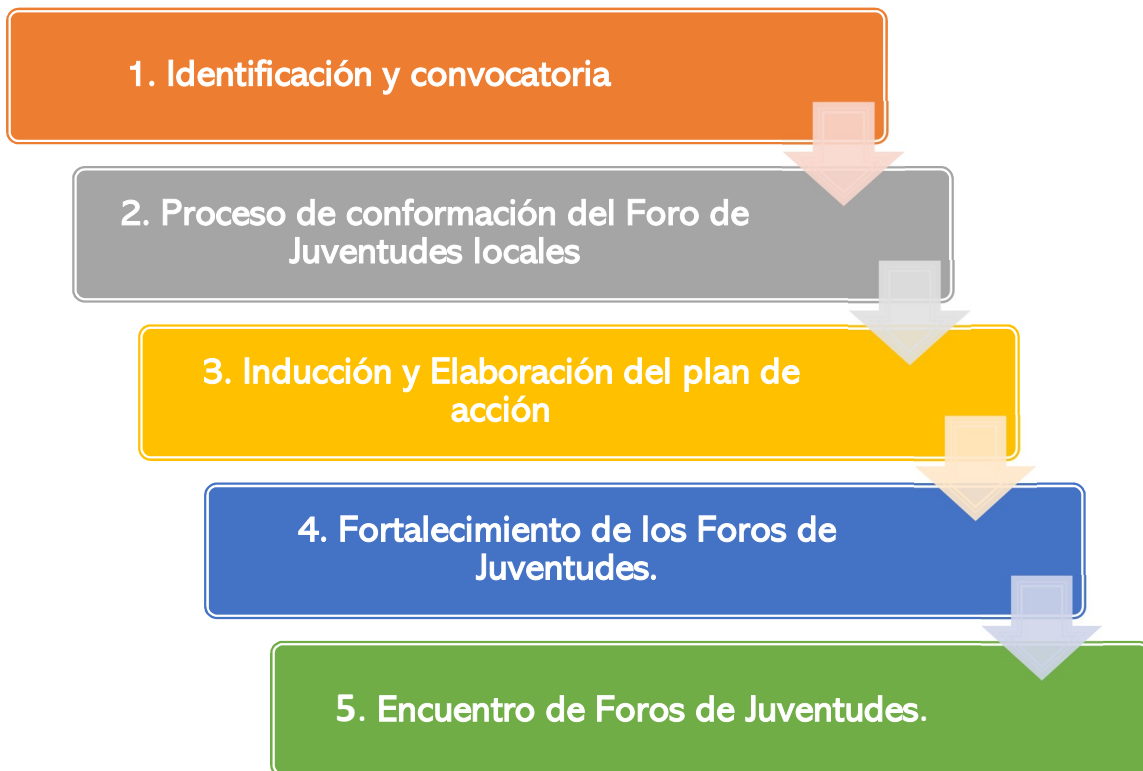 1. Identificación y convocatoria
2. Proceso de conformación del Foro de
Juventudes locales
3. Inducción y Elaboración del plan de
acción
4. Fortalecimiento de los Foros de
Juventudes.
5. Encuentro de Foros de Juventudes.